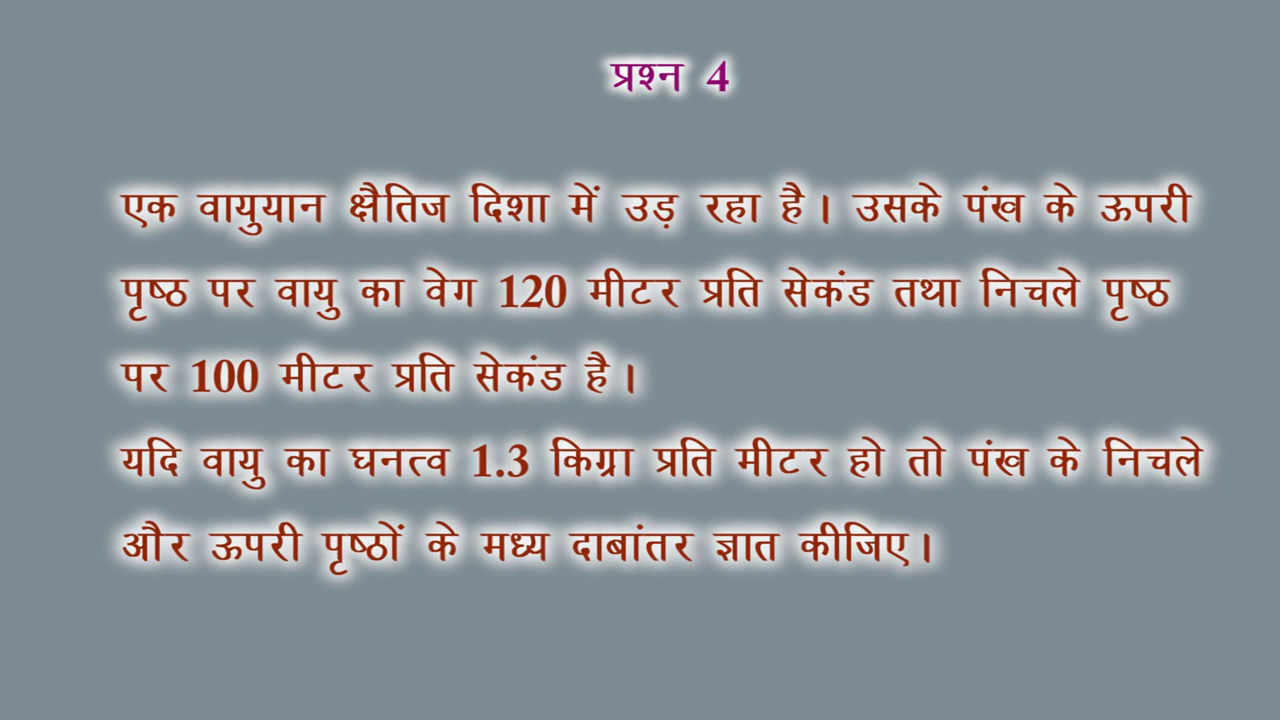 प्रश्न 4
एक वायुयान क्षैतिज दिशा में उड़ रहा है। उसके पंख के ऊपरी
पृष्ठ पर वायु का वेग 120 मीटर प्रति सेकंड तथा निचले पृष्ठ
पर 100 मीटर प्रति सेकंड है।
यदि वायु का घनत्व 1.3 किग्रा प्रति मीटर हो तो पंख के निचले
और ऊपरी पृष्ठों के मध्य दाबांतर ज्ञात कीजिए।